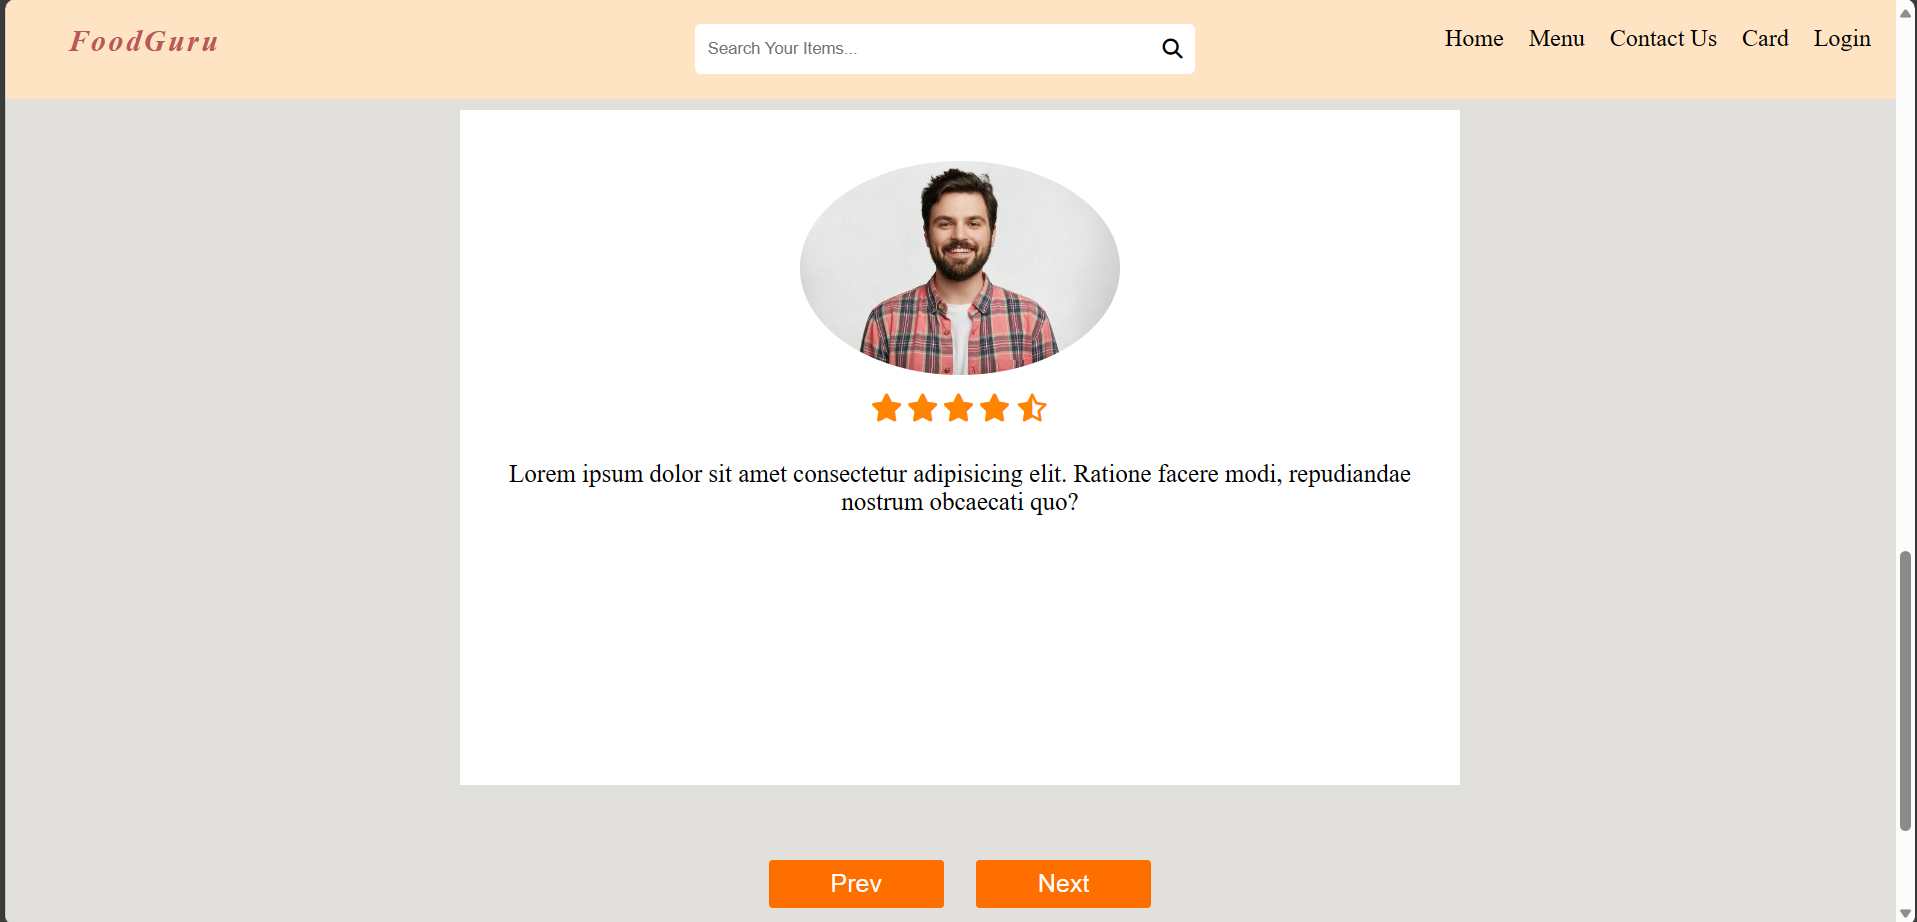 FoodGuru
Search Your Items...
Home Menu Contact Us Card Login
Lorem ipsum dolor sit amet consectetur adipisicing elit. Ratione facere modi, repudiandae
nostrum obcaecati quo?
Prev Next